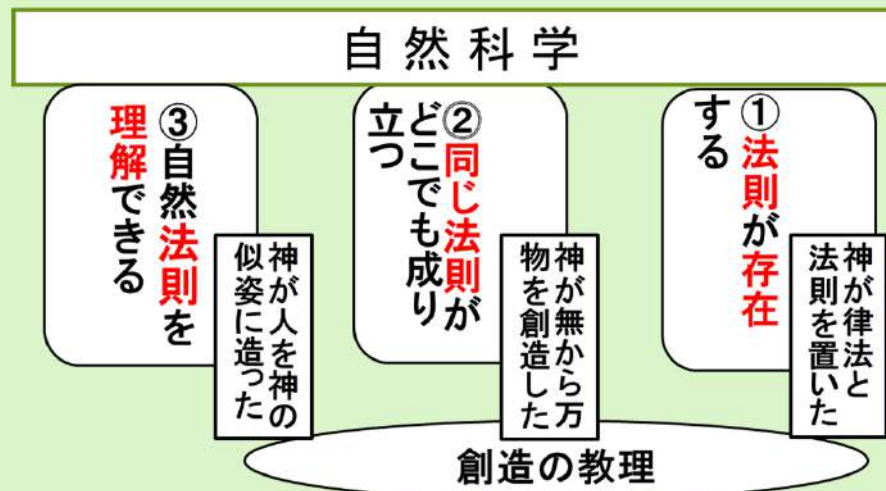 自然科学
①法則が存在
する
神が律法と
法則を置いた
②同じ法則が
どこでも成り
立つ
神が無から万
物を創造した
③自然法則を
理解できる
神が人を神の
似姿に造った
創造の教理